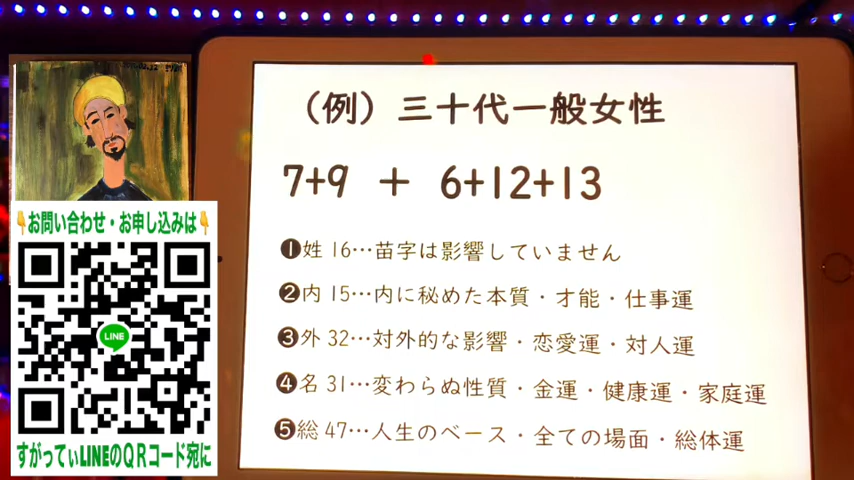 (例)三十代一般女性
7+9 + 6+12+13
❶姓 16…苗字は影響していません
❷内 15…内に秘めた本質・才能・仕事運
❸外 32…対外的な影響・恋愛運・対人運
❹名 31…変わらぬ性質・金運・健康運・家庭運
❺総 47…人生のベース・全ての場面・総体運
👇お問い合わせ・お申し込みは👇
LINE
すがってぃLINEのQRコード宛に